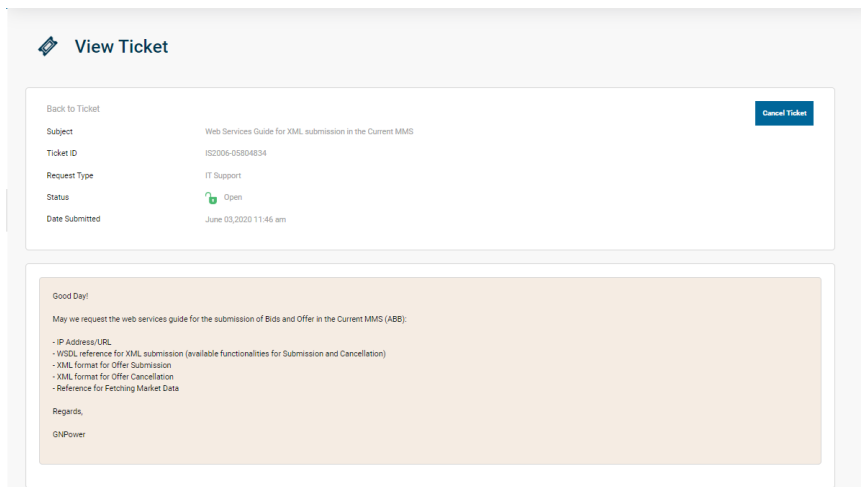 View Ticket
Back to Ticket
Cancel Ticket
Subject Web Services Guide for XML submission in the Current MMS
Ticket ID IS2006-05804834
Request Type IT Support
Status Open
Date Submitted June 03,2020 11:46 am
Good Day!
May we request the web services guide for the submission of Bids and Offer in the Current MMS (ABB):
- IP Address/URL
- WSDL reference for XML submission (available functionalities for Submission and Cancellation)
- XML format for Offer Submission
- XML format for Offer Cancellation
- Reference for Fetching Market Data
Regards,
GNPower